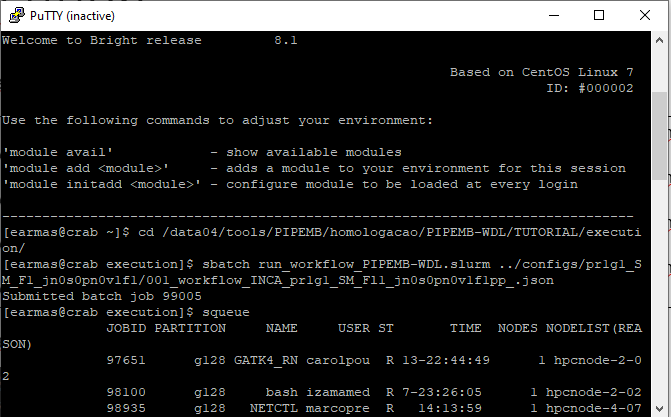 PuTTY (inactive)
Welcome to Bright release         8.1
Based on CentOS Linux 7
ID: #000002
Use the following commands to adjust your environment:
'module avail'            - show available modules
'module add <module>'     - adds a module to your environment for this session
'module initadd <module>' - configure module to be loaded at every login
-------------------------------------------------------------------------------
[earmas@crab ~]$ cd /data04/tools/PIPEMB/homologacao/PIPEMB-WDL/TUTORIAL/executi
on/
[earmas@crab execution]$ sbatch run_workflow_PIPEMB-WDL.slurm ../configs/pr1g1_S
M_F1_jn0s0pn0v1f1/001_workflow_INCA_pr1g1_SM_F11_jn0s0pn0v1f1pp_.json
Submitted batch job 99005
[earmas@crab execution]$ squeue
JOBID PARTITION     NAME     USER ST       TIME  NODES NODELIST(REA
SON)
97651      g128 GATK4_RN carolpou  R 13-22:44:49      1 hpcnode-2-0
2
98100      g128     bash izamamed  R 7-23:26:05      1 hpcnode-2-02
98935      g128   NETCTL marcopre  R   14:13:59      1 hpcnode-4-07